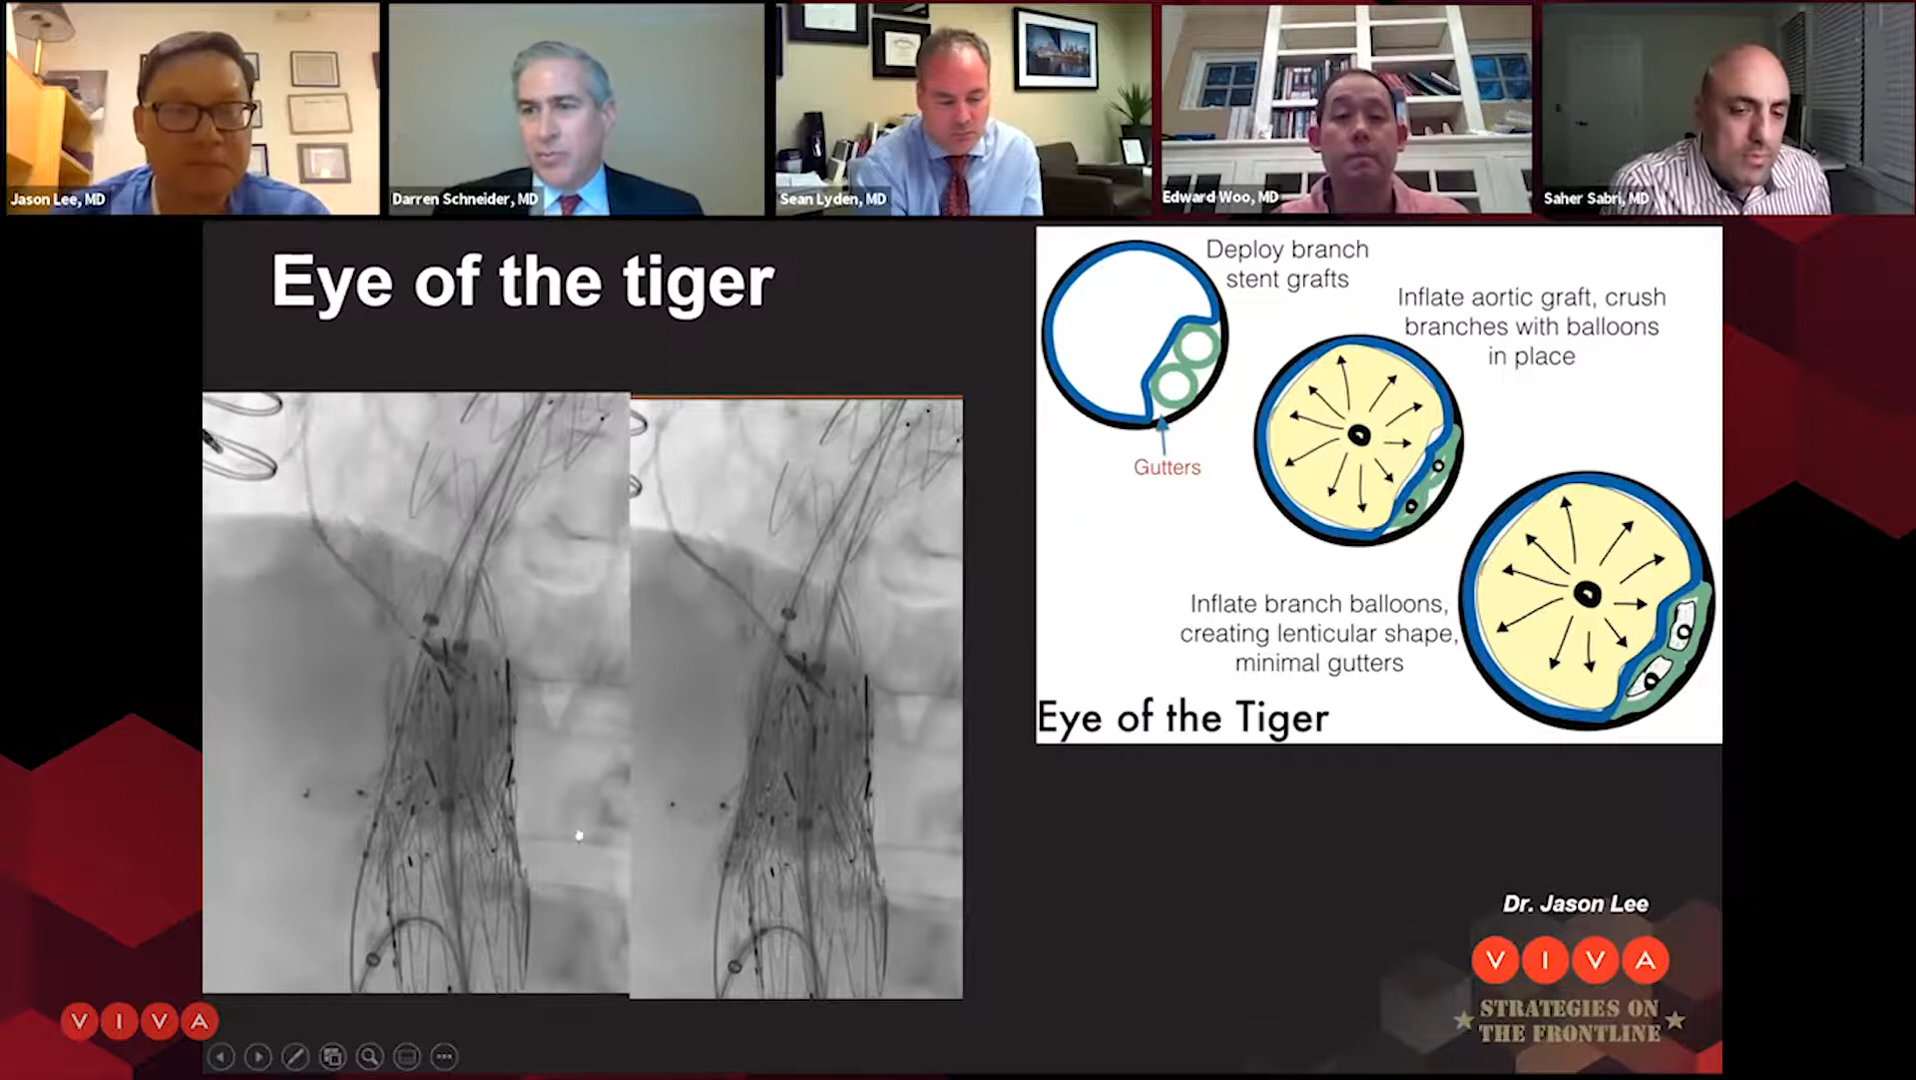 Jason Lee, MD
Darren Schneider, MD
Sean Lyden, MD
Edward Woo, MD
Saher Sabri, MD
Eye of the tiger
Deploy branch
stent grafts
Inflate aortic graft, crush
branches with balloons
in place
Gutters
Inflate branch balloons,
creating lenticular shape,
minimal gutters
Eye of the Tiger
Dr. Jason Lee
VIVA
STRATEGIES ON
THE FRONTLINE
VIVA